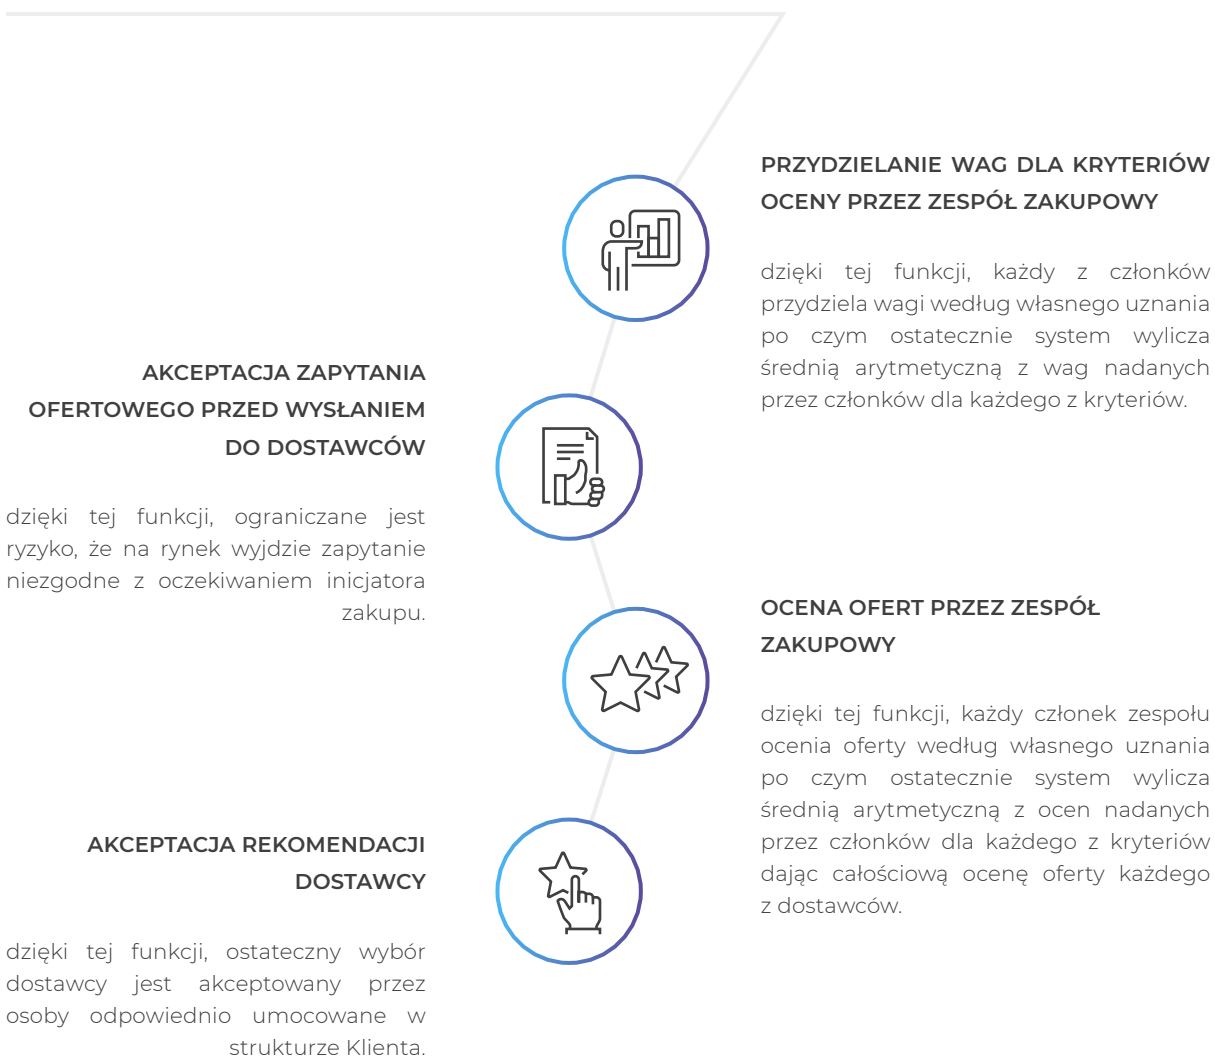 PRZYDZIELANIE WAG DLA KRYTERIÓW
OCENY PRZEZ ZESPÓŁ ZAKUPOWY
dzięki tej funkcji, każdy z członków
przydziela wagi według własnego uznania
po czym ostatecznie system wylicza
średnią arytmetyczną z wag nadanych
przez członków dla każdego z kryteriów.
AKCEPTACJA ZAPYTANIA
OFERTOWEGO PRZED WYSŁANIEM
DO DOSTAWCÓW
dzięki tej funkcji, ograniczane jest
ryzyko, że na rynek wyjdzie zapytanie
niezgodne z oczekiwaniem inicjatora
zakupu.
OCENA OFERT PRZEZ ZESPÓŁ
ZAKUPOWY
dzięki tej funkcji, każdy członek zespołu
ocenia oferty według własnego uznania
po czym ostatecznie system wylicza
średnią arytmetyczną z ocen nadanych
przez członków dla każdego z kryteriów
dając całościową ocenę oferty każdego
z dostawców.
AKCEPTACJA REKOMENDACJI
DOSTAWCY
dzięki tej funkcji, ostateczny wybór
dostawcy jest akceptowany przez
osoby odpowiednio umocowane w
strukturze Klienta.